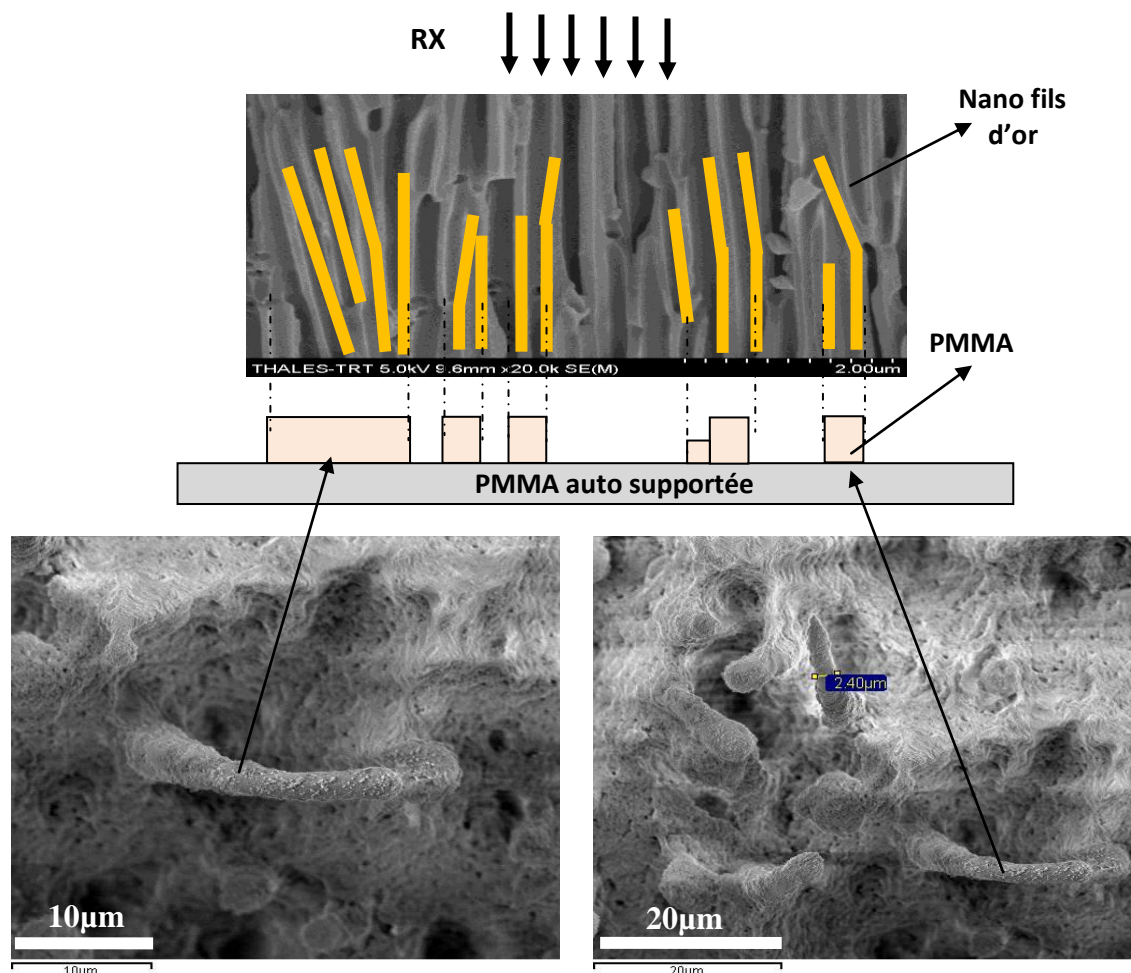 RX
Nano fils
d’or
PMMA
THALES-TRT 5.0kV 9.6mm x20.0k SE(M)
2.00um
PMMA auto supportée
2.40µm
10µm
10µm
20µm
20µm